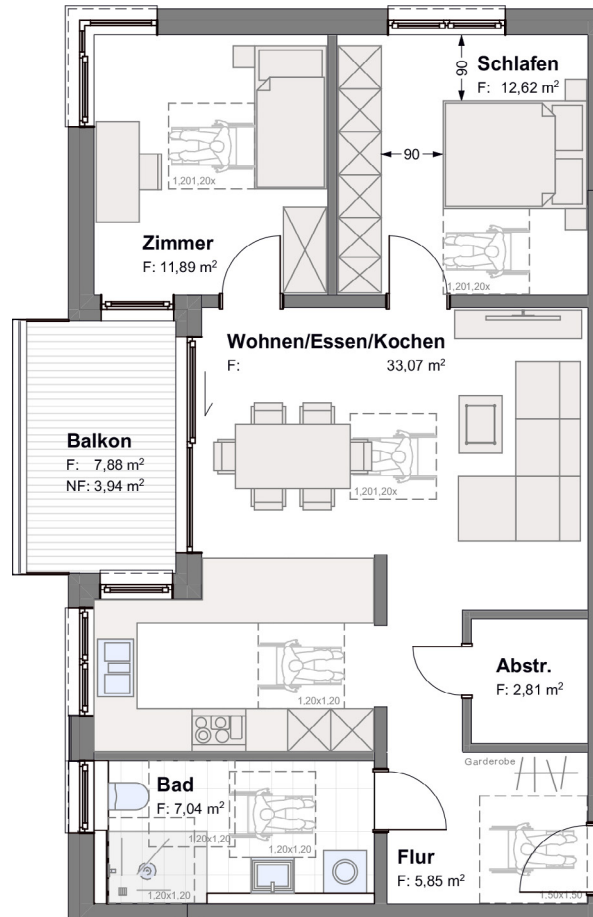 Schlafen
F: 12,62 m²
90
90
1,201,20x
Zimmer
F: 11,89 m²
1,201,20x
Wohnen/Essen/Kochen
F: 33,07 m²
Balkon
F: 7,88 m²
NF: 3,94 m²
1,201,20x
1,20x1,20
Abstr.
F: 2,81 m²
Garderobe
Bad
F: 7,04 m²
1,20x1,20
1,20x1,20
1,20x1,20
Flur
F: 5,85 m²
1,50x1,50